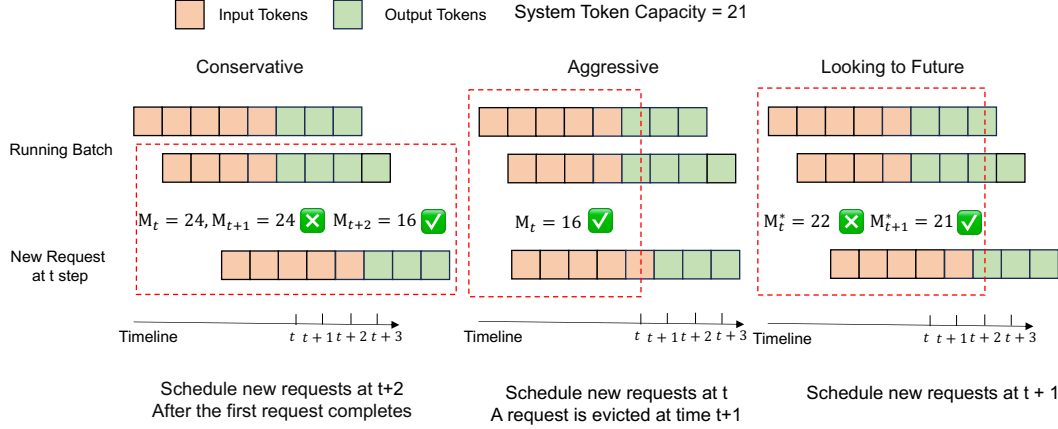 Input Tokens Output Tokens System Token Capacity = 21
Conservative Aggressive Looking to Future
Running Batch
M_t = 24, M_{t+1} = 24 M_{t+2} = 16 M_t = 16 M_t^* = 22 M_{t+1}^* = 21
New Request
at t step
Timeline t t + 1 t + 2 t + 3 Timeline t t + 1 t + 2 t + 3 Timeline t t + 1 t + 2 t + 3
Schedule new requests at t+2
After the first request completes
Schedule new requests at t
A request is evicted at time t+1
Schedule new requests at t + 1